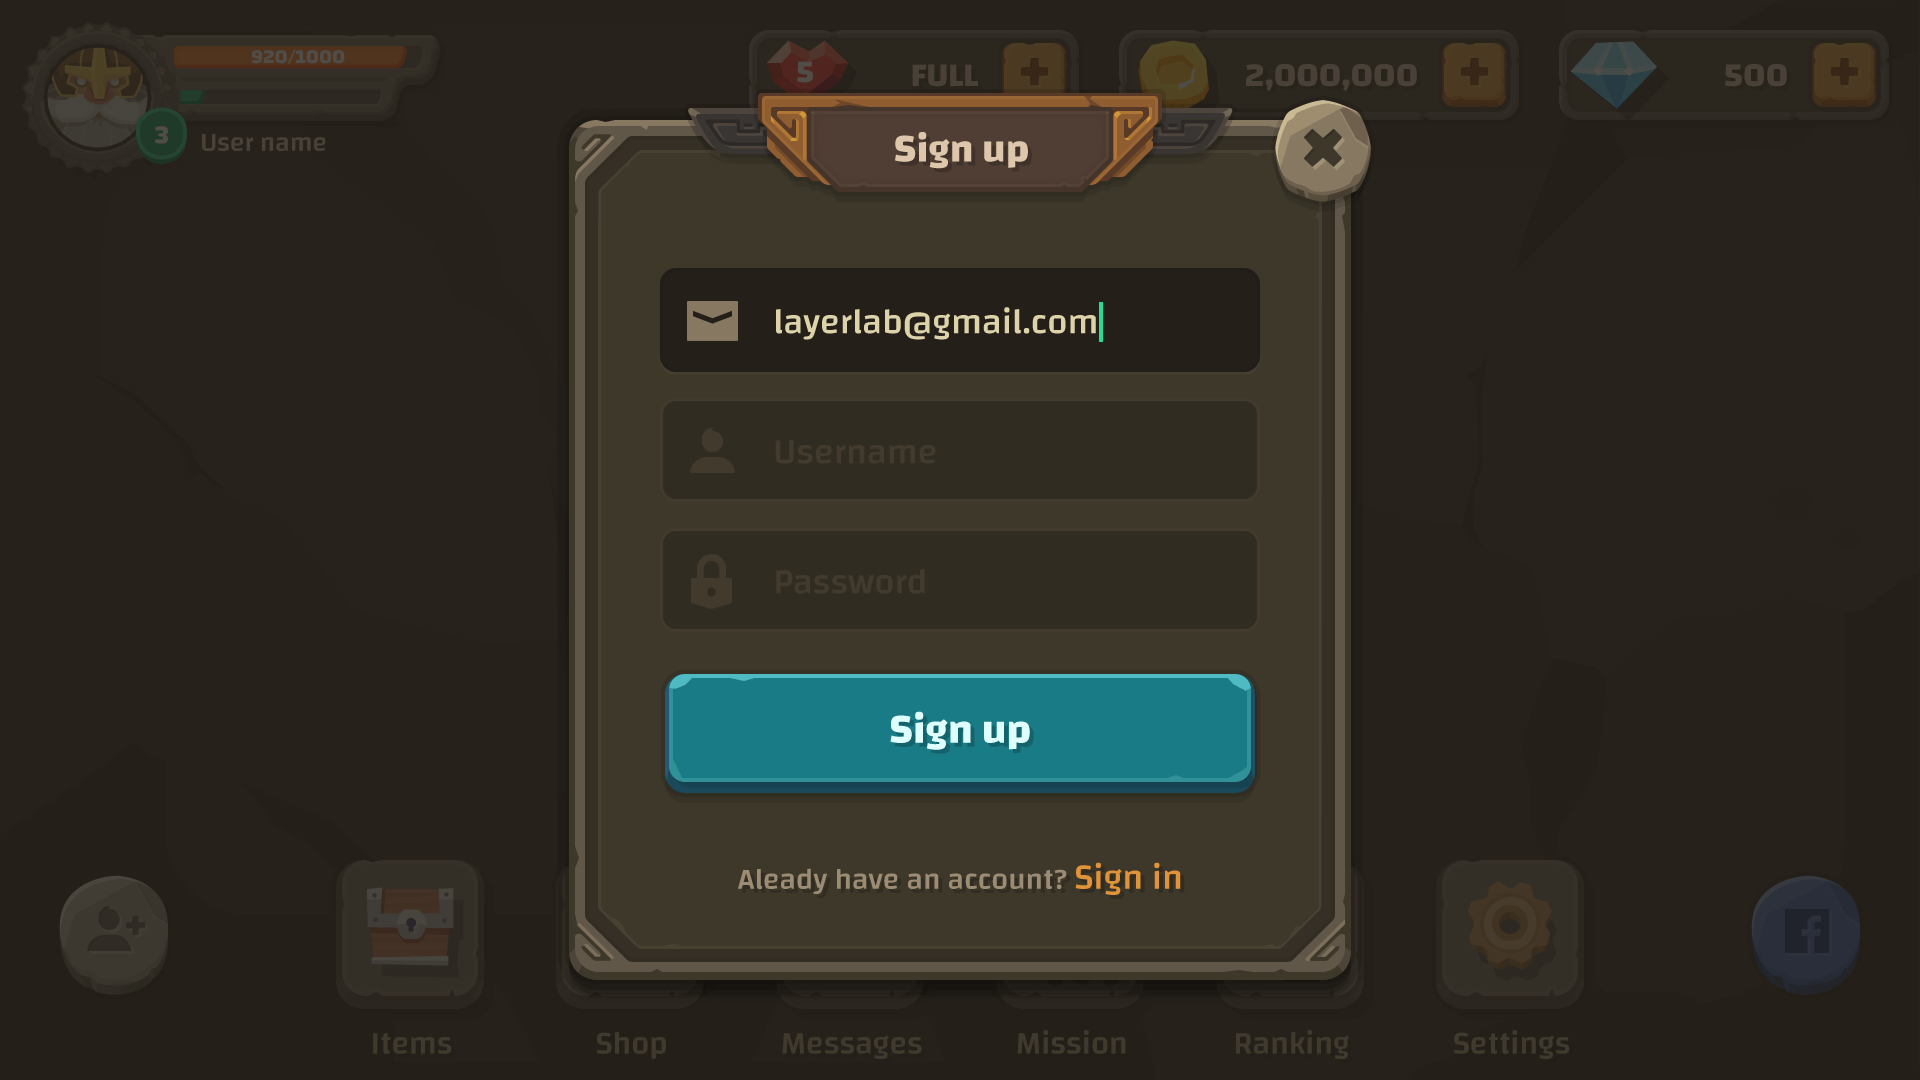 920/1000
3
User name
5
FULL
2,000,000
500
Sign up
layerlab@gmail.com
Username
Password
Sign up
Aleady have an account? Sign in
Items
Shop
Messages
Mission
Ranking
Settings